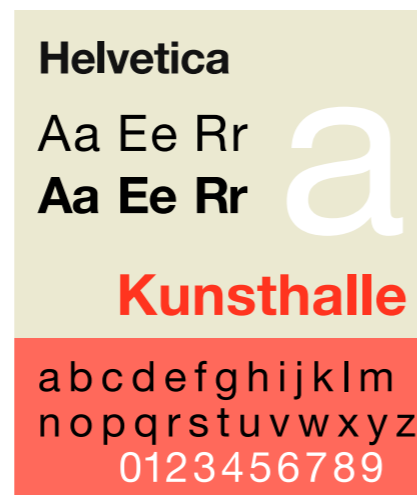 Helvetica
Aa Ee Rr
Aa Ee Rr
a
Kunsthalle
abcdefghijklm
nopqrstuvwxyz
0123456789